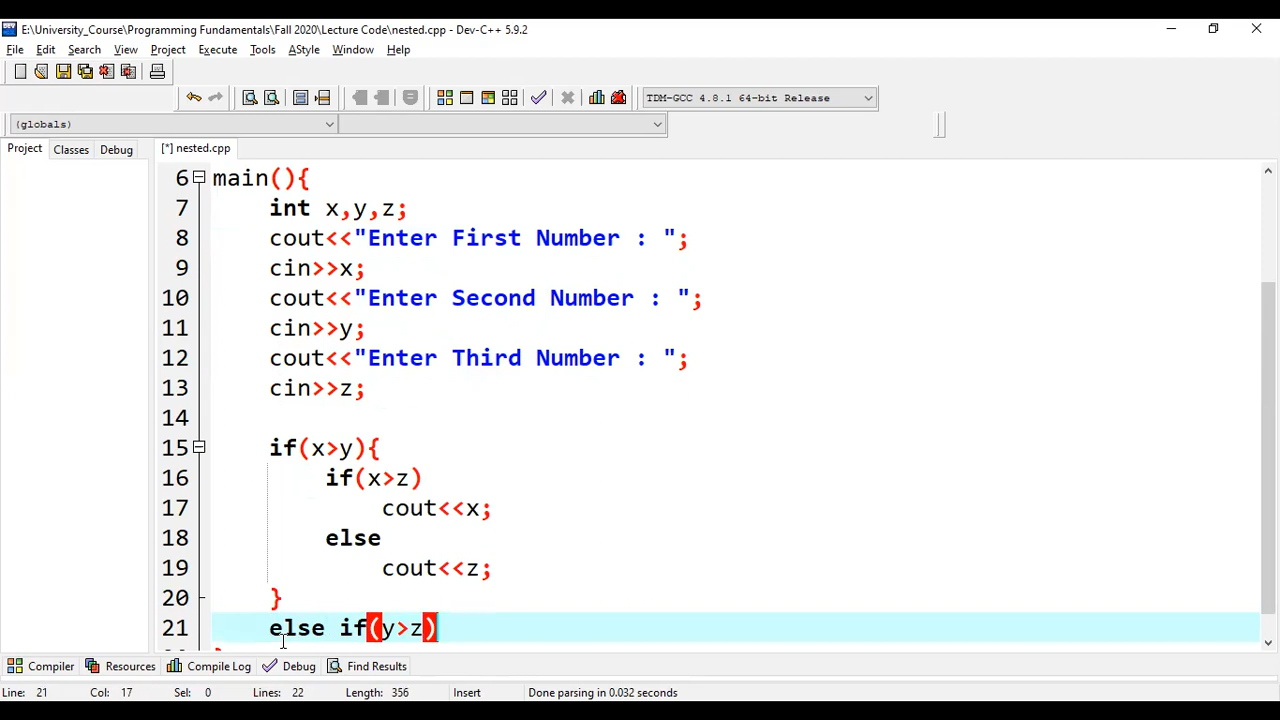 E:\University_Course\Programming Fundamentals\Fall 2020\Lecture Code\nested.cpp - Dev-C++ 5.9.2
File Edit Search View Project Execute Tools AStyle Window Help
TDM-GCC 4.8.1 64-bit Release
(globals)
Project Classes Debug [*] nested.cpp
6 main(){
7 int x,y,z;
8 cout<<"Enter First Number : ";
9 cin>>x;
10 cout<<"Enter Second Number : ";
11 cin>>y;
12 cout<<"Enter Third Number : ";
13 cin>>z;
14
15 if(x>y){
16 if(x>z)
17 cout<<x;
18 else
19 cout<<z;
20 }
21 else if(y>z)
Compiler Resources Compile Log Debug Find Results
Line: 21 Col: 17 Sel: 0 Lines: 22 Length: 356 Insert Done parsing in 0.032 seconds